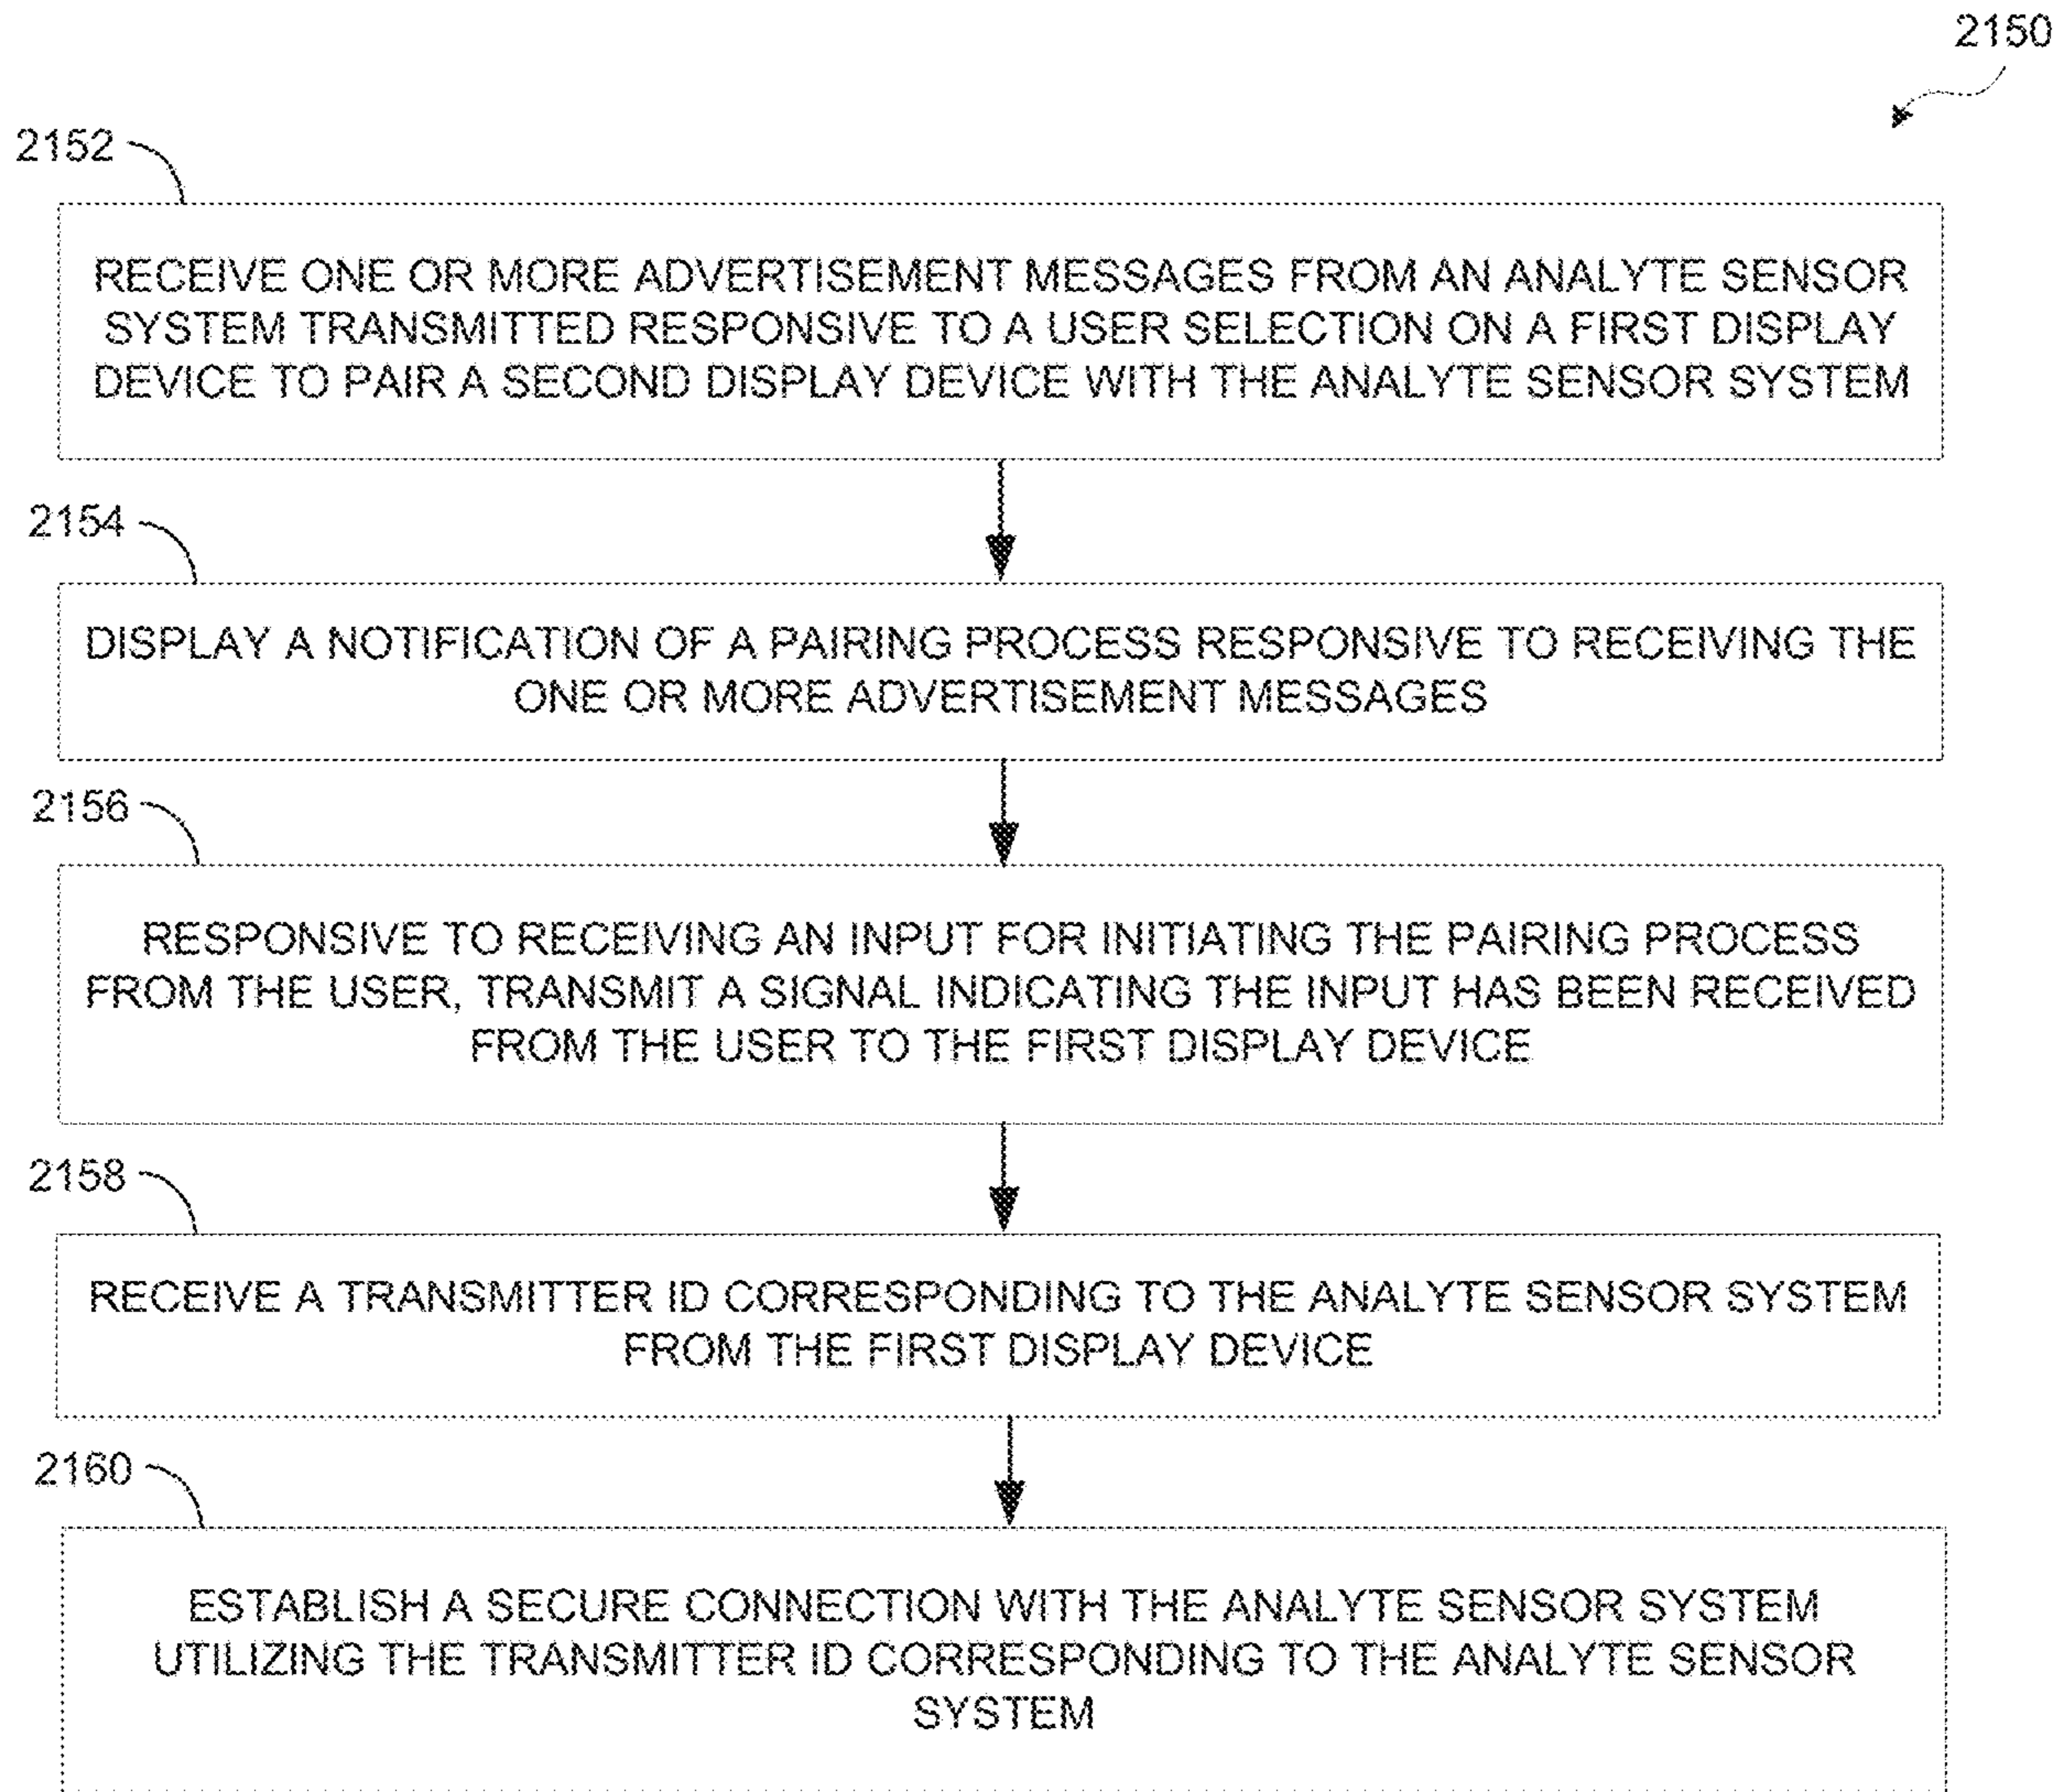 2150
2152
RECEIVE ONE OR MORE ADVERTISEMENT MESSAGES FROM AN ANALYTE SENSOR
SYSTEM TRANSMITTED RESPONSIVE TO A USER SELECTION ON A FIRST DISPLAY
DEVICE TO PAIR A SECOND DISPLAY DEVICE WITH THE ANALYTE SENSOR SYSTEM
2154
DISPLAY A NOTIFICATION OF A PAIRING PROCESS RESPONSIVE TO RECEIVING THE
ONE OR MORE ADVERTISEMENT MESSAGES
2156
RESPONSIVE TO RECEIVING AN INPUT FOR INITIATING THE PAIRING PROCESS
FROM THE USER, TRANSMIT A SIGNAL INDICATING THE INPUT HAS BEEN RECEIVED
FROM THE USER TO THE FIRST DISPLAY DEVICE
2158
RECEIVE A TRANSMITTER ID CORRESPONDING TO THE ANALYTE SENSOR SYSTEM
FROM THE FIRST DISPLAY DEVICE
2160
ESTABLISH A SECURE CONNECTION WITH THE ANALYTE SENSOR SYSTEM
UTILIZING THE TRANSMITTER ID CORRESPONDING TO THE ANALYTE SENSOR
SYSTEM